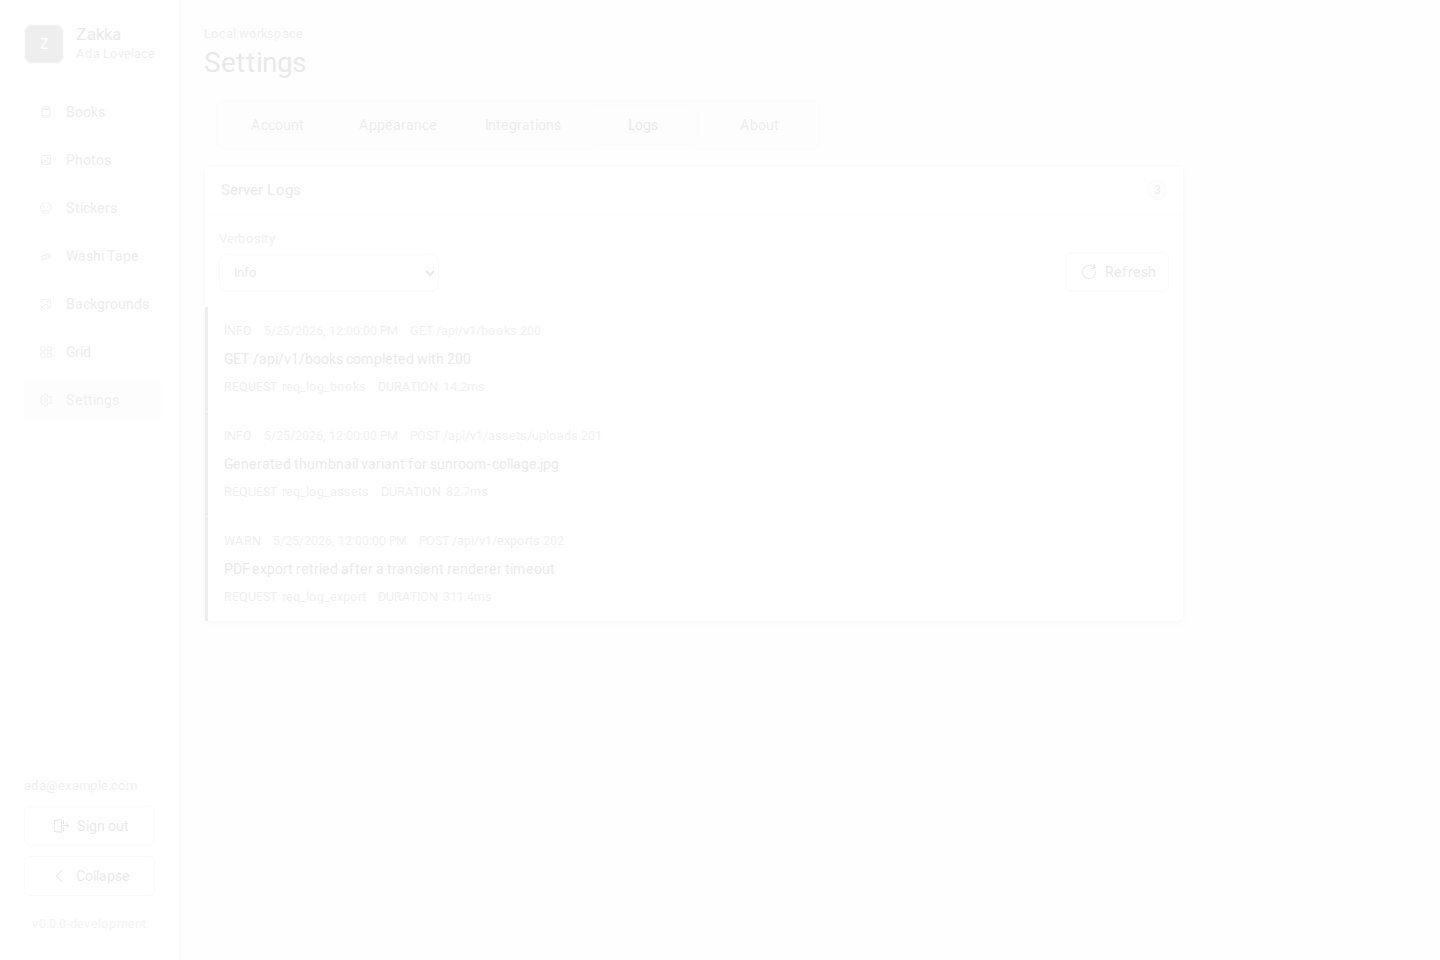 Z
Zakka
Ada Lovelace
Books
Photos
Stickers
Washi Tape
Backgrounds
Grid
Settings
ada@example.com
Sign out
Collapse
v0.0.0-development
Local workspace
Settings
Account Appearance Integrations Logs About
Server Logs 3
Verbosity
Info
Refresh
INFO 5/25/2026, 12:00:00 PM GET /api/v1/books 200
GET /api/v1/books completed with 200
REQUEST req_log_books DURATION 14.2ms
INFO 5/25/2026, 12:00:00 PM POST /api/v1/assets/uploads 201
Generated thumbnail variant for sunroom-collage.jpg
REQUEST req_log_assets DURATION 82.7ms
WARN 5/25/2026, 12:00:00 PM POST /api/v1/exports 202
PDF export retried after a transient renderer timeout
REQUEST req_log_export DURATION 311.4ms